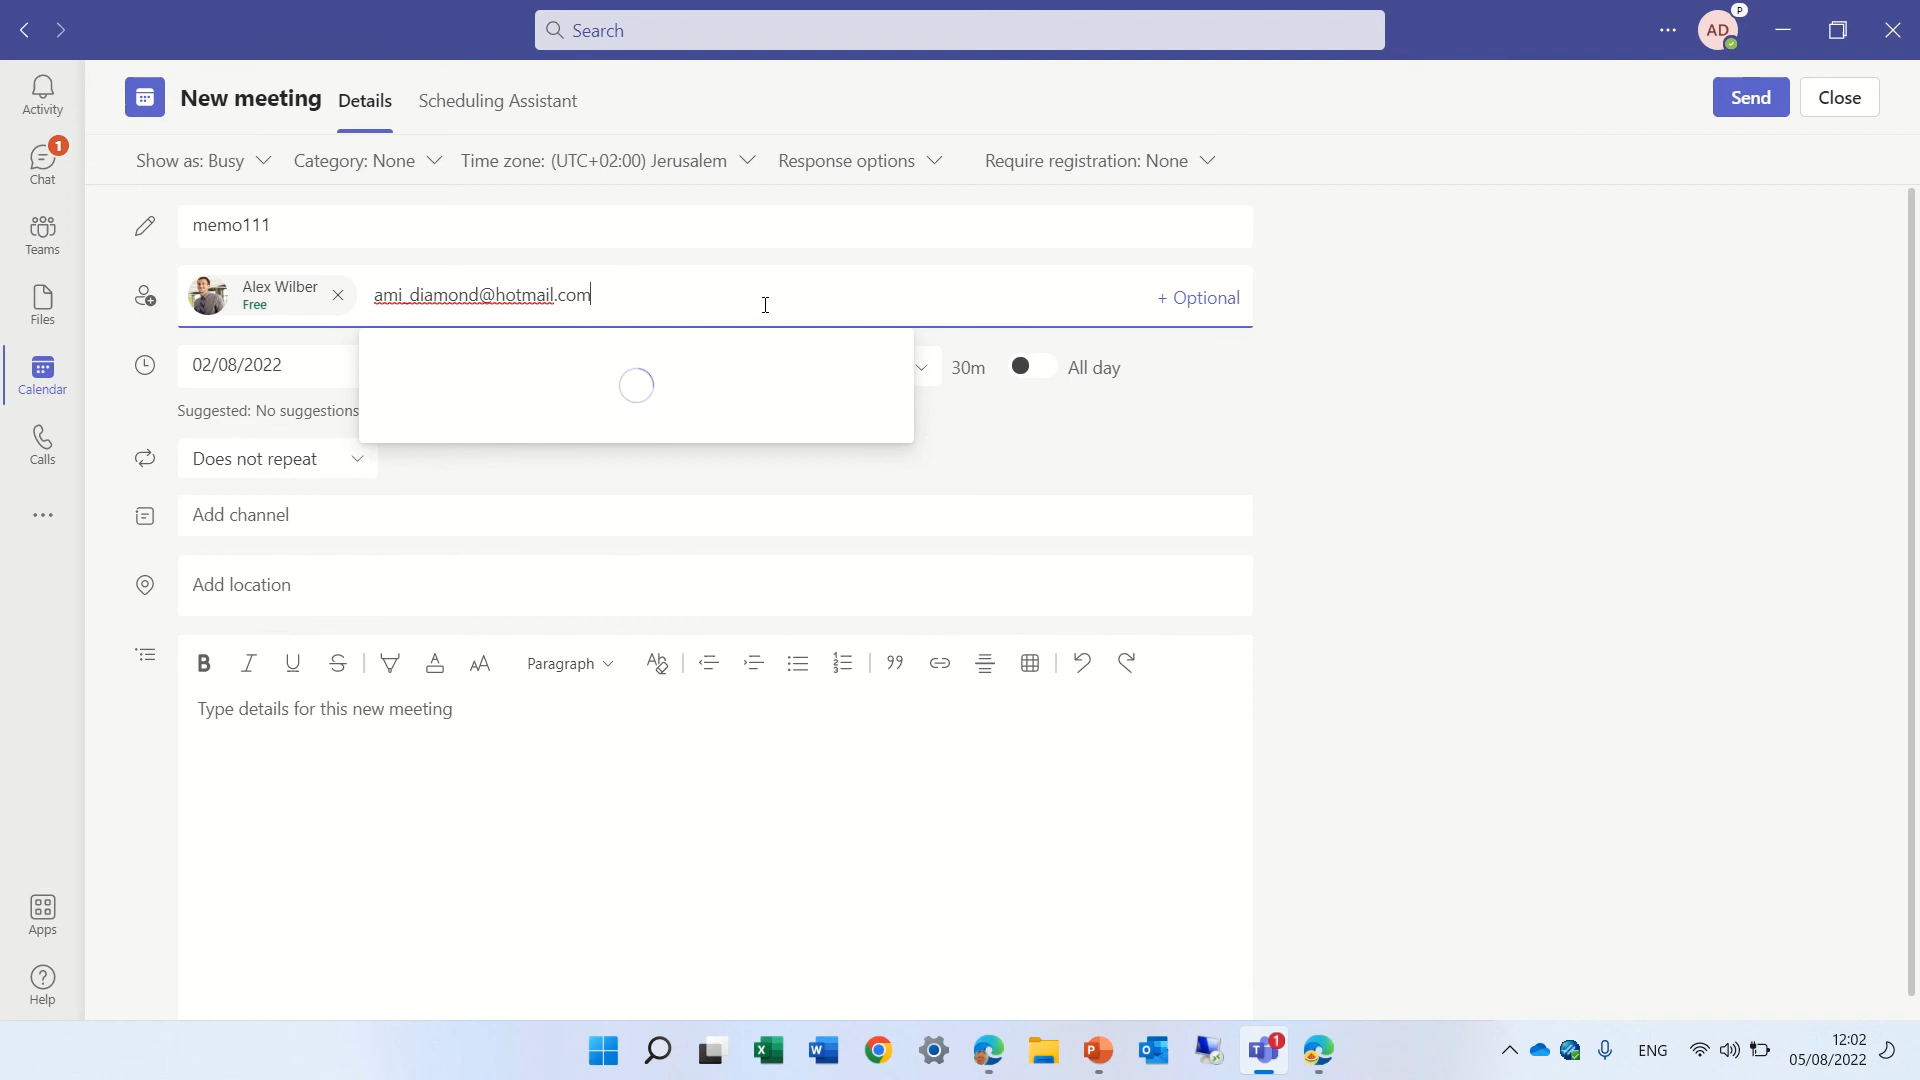 Search
AD
P
Activity
1
Chat
Teams
Files
Calendar
Calls
Apps
Help
New meeting
Details
Scheduling Assistant
Send
Close
Show as: Busy
Category: None
Time zone: (UTC+02:00) Jerusalem
Response options
Require registration: None
memo111
Alex Wilber
Free
ami_diamond@hotmail.com
+ Optional
02/08/2022
30m
All day
Suggested: No suggestions
Does not repeat
Add channel
Add location
B
I
U
S
A
AA
Paragraph
Type details for this new meeting
1
ENG
12:02
05/08/2022